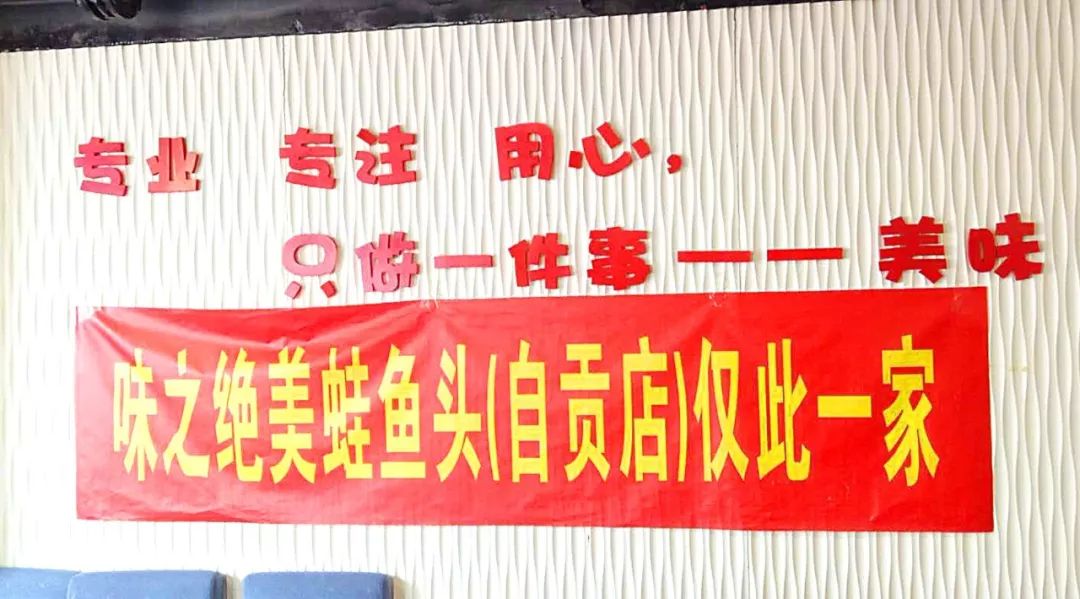 专业 专注 用心,
只做一件事——美味
味之绝美蛙鱼头(自贡店)仅此一家